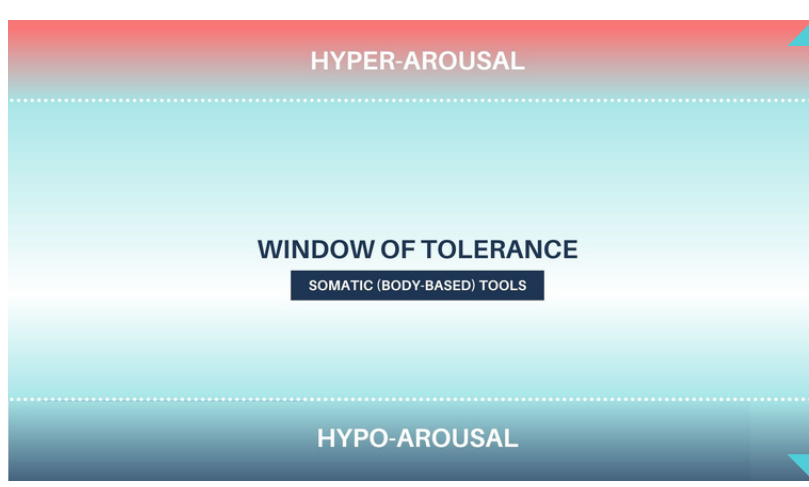 HYPER-AROUSAL
WINDOW OF TOLERANCE
SOMATIC (BODY-BASED) TOOLS
HYPO-AROUSAL